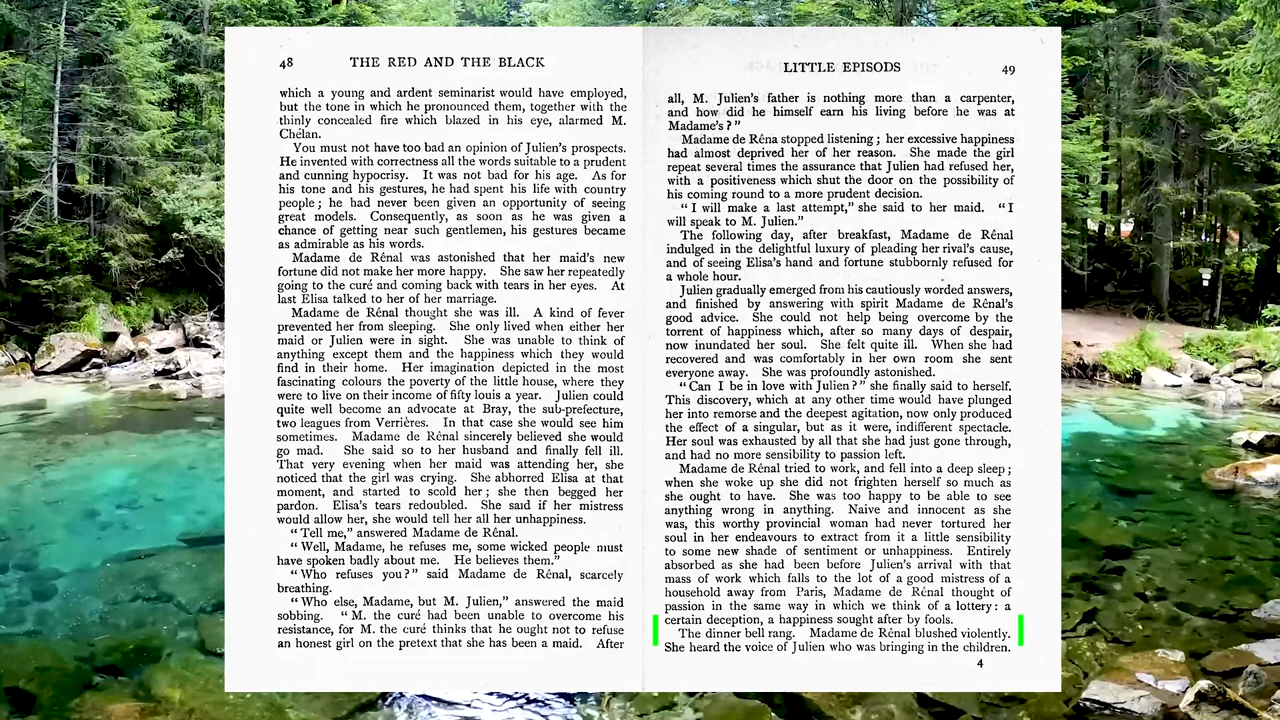 48 THE RED AND THE BLACK
which a young and ardent seminarist would have employed,
but the tone in which he pronounced them, together with the
thinly concealed fire which blazed in his eye, alarmed M.
Chélan.
You must not have too bad an opinion of Julien's prospects.
He invented with correctness all the words suitable to a prudent
and cunning hypocrisy. It was not bad for his age. As for
his tone and his gestures, he had spent his life with country
people; he had never been given an opportunity of seeing
great models. Consequently, as soon as he was given a
chance of getting near such gentlemen, his gestures became
as admirable as his words.
Madame de Rênal was astonished that her maid's new
fortune did not make her more happy. She saw her repeatedly
going to the curé and coming back with tears in her eyes. At
last Elisa talked to her of her marriage.
Madame de Rênal thought she was ill. A kind of fever
prevented her from sleeping. She only lived when either her
maid or Julien were in sight. She was unable to think of
anything except them and the happiness which they would
find in their home. Her imagination depicted in the most
fascinating colours the poverty of the little house, where they
were to live on their income of fifty louis a year. Julien could
quite well become an advocate at Bray, the sub-prefecture,
two leagues from Verrières. In that case she would see him
sometimes. Madame de Rênal sincerely believed she would
go mad. She said so to her husband and finally fell ill.
That very evening when her maid was attending her, she
noticed that the girl was crying. She abhorred Elisa at that
moment, and started to scold her; she then begged her
pardon. Elisa's tears redoubled. She said if her mistress
would allow her, she would tell her all her unhappiness.
"Tell me," answered Madame de Rênal.
"Well, Madame, he refuses me, some wicked people must
have spoken badly about me. He believes them."
"Who refuses you?" said Madame de Rênal, scarcely
breathing.
"Who else, Madame, but M. Julien," answered the maid
sobbing. "M. the curé had been unable to overcome his
resistance, for M. the curé thinks that he ought not to refuse
an honest girl on the pretext that she has been a maid. After
LITTLE EPISODS 49
all, M. Julien's father is nothing more than a carpenter,
and how did he himself earn his living before he was at
Madame's?"
Madame de Rêna stopped listening; her excessive happiness
had almost deprived her of her reason. She made the girl
repeat several times the assurance that Julien had refused her,
with a positiveness which shut the door on the possibility of
his coming round to a more prudent decision.
"I will make a last attempt," she said to her maid. "I
will speak to M. Julien."
The following day, after breakfast, Madame de Rênal
indulged in the delightful luxury of pleading her rival's cause,
and of seeing Elisa's hand and fortune stubbornly refused for
a whole hour.
Julien gradually emerged from his cautiously worded answers,
and finished by answering with spirit Madame de Rênal's
good advice. She could not help being overcome by the
torrent of happiness which, after so many days of despair,
now inundated her soul. She felt quite ill. When she had
recovered and was comfortably in her own room she sent
everyone away. She was profoundly astonished.
"Can I be in love with Julien?" she finally said to herself.
This discovery, which at any other time would have plunged
her into remorse and the deepest agitation, now only produced
the effect of a singular, but as it were, indifferent spectacle.
Her soul was exhausted by all that she had just gone through,
and had no more sensibility to passion left.
Madame de Rênal tried to work, and fell into a deep sleep;
when she woke up she did not frighten herself so much as
she ought to have. She was too happy to be able to see
anything wrong in anything. Naive and innocent as she
was, this worthy provincial woman had never tortured her
soul in her endeavours to extract from it a little sensibility
to some new shade of sentiment or unhappiness. Entirely
absorbed as she had been before Julien's arrival with that
mass of work which falls to the lot of a good mistress of a
household away from Paris, Madame de Rênal thought of
passion in the same way in which we think of a lottery: a
certain deception, a happiness sought after by fools.
The dinner bell rang. Madame de Rênal blushed violently.
She heard the voice of Julien who was bringing in the children.
4